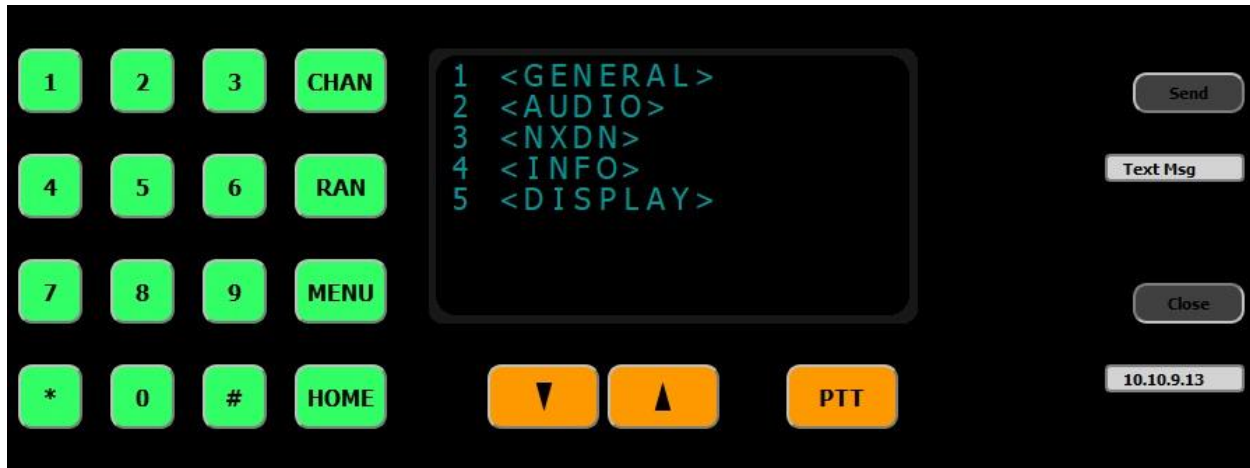 1 2 3 CHAN
4 5 6 RAN
7 8 9 MENU
* 0 # HOME
1 <GENERAL>
2 <AUDIO>
3 <NXDN>
4 <INFO>
5 <DISPLAY>
▼ ▲ PTT
Send
Text Msg
Close
10.10.9.13